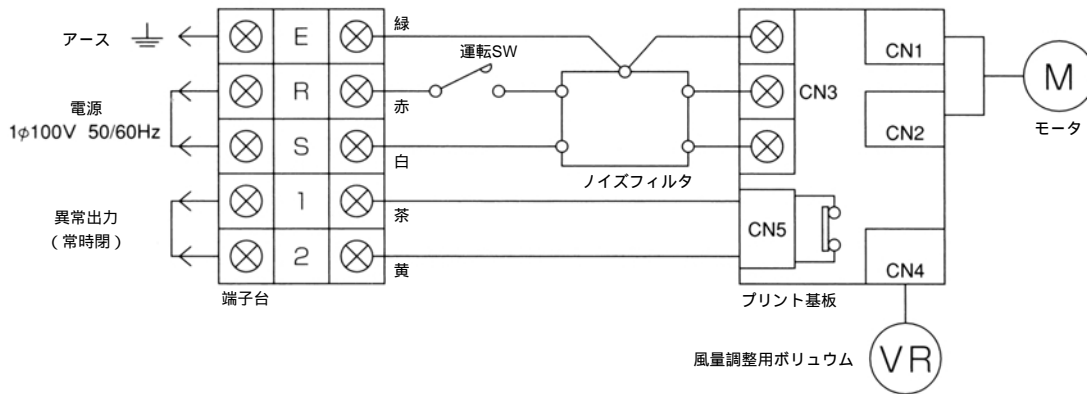 アース
E
緑
運転SW
CN1
M
モータ
電源
1φ100V 50/60Hz
R
赤
CN3
CN2
S
白
ノイズフィルタ
異常出力
(常時閉)
1
茶
CN5
2
黄
CN4
端子台
プリント基板
風量調整用ボリュウム
VR